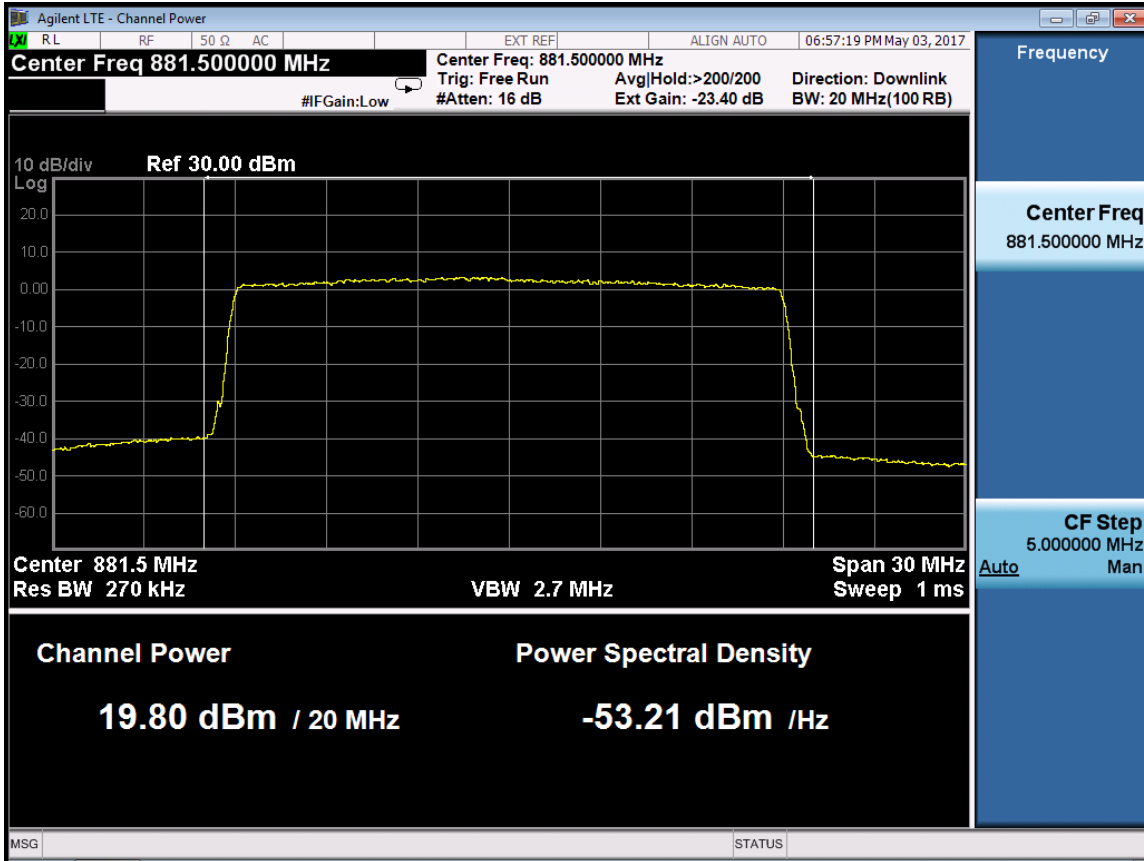 Agilent LTE - Channel Power
LXI RL RF 50 Ω AC EXT REF ALIGN AUTO 06:57:19 PM May 03, 2017
Center Freq 881.500000 MHz
Center Freq: 881.500000 MHz
Trig: Free Run Avg|Hold:>200/200 Direction: Downlink
#IFGain:Low #Atten: 16 dB Ext Gain: -23.40 dB BW: 20 MHz(100 RB)
10 dB/div Ref 30.00 dBm
Log
20.0
10.0
0.00
-10.0
-20.0
-30.0
-40.0
-50.0
-60.0
Center 881.5 MHz Span 30 MHz
Res BW 270 kHz VBW 2.7 MHz Sweep 1 ms
Channel Power Power Spectral Density
19.80 dBm / 20 MHz -53.21 dBm /Hz
MSG STATUS
Frequency
Center Freq
881.500000 MHz
CF Step
5.000000 MHz
Auto Man